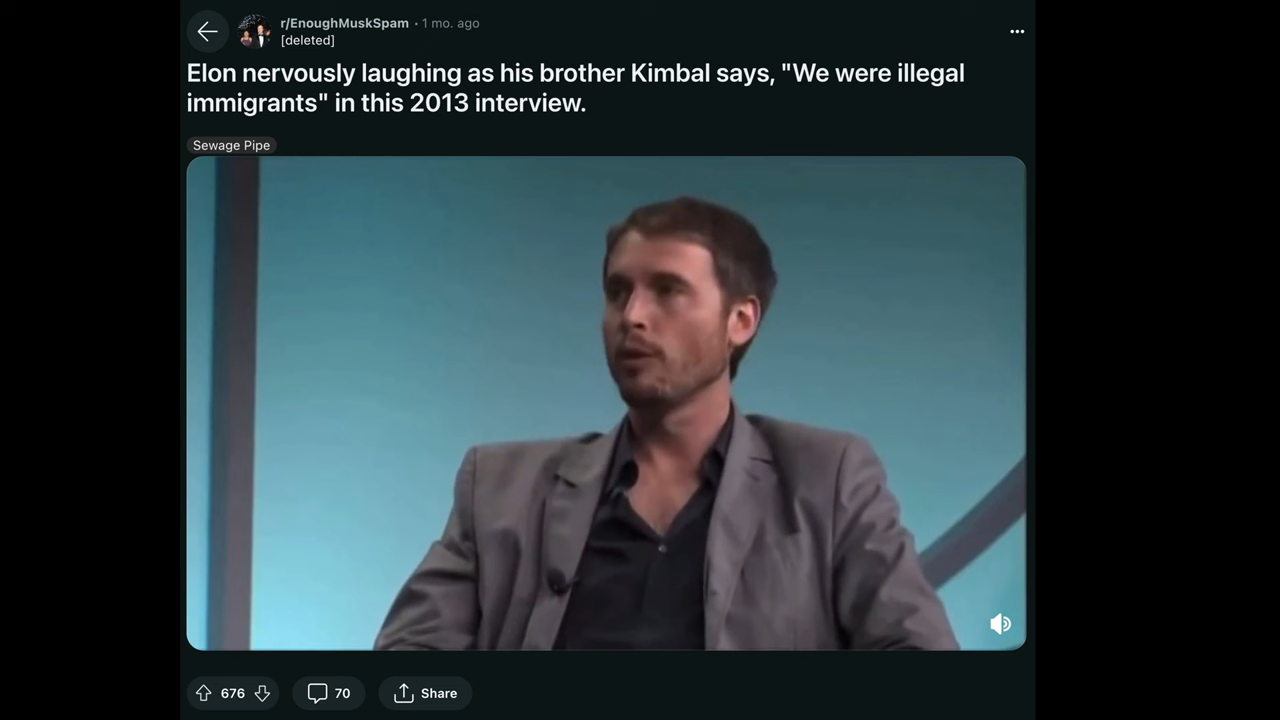 r/EnoughMuskSpam • 1 mo. ago
[deleted]
Elon nervously laughing as his brother Kimbal says, "We were illegal
immigrants" in this 2013 interview.
Sewage Pipe
676
70
Share